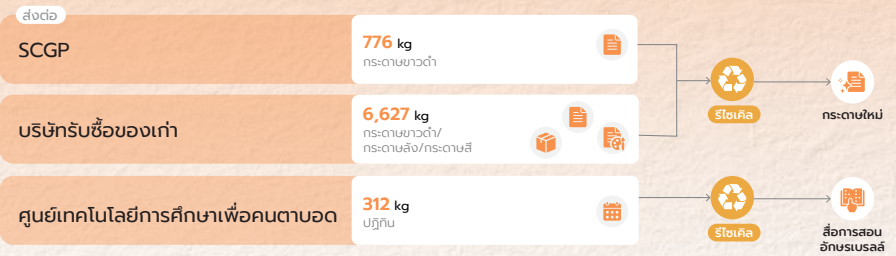 ส่งต่อ
SCGP
776 kg
กระดาษขาวดำ
รีไซเคิล
กระดาษใหม่
บริษัทรับซื้อของเก่า
6,627 kg
กระดาษขาวดำ/
กระดาษลัง/กระดาษสี
ศูนย์เทคโนโลยีการศึกษาเพื่อคนตาบอด
312 kg
ปฏิทิน
รีไซเคิล
สื่อการสอน
อักษรเบรลล์